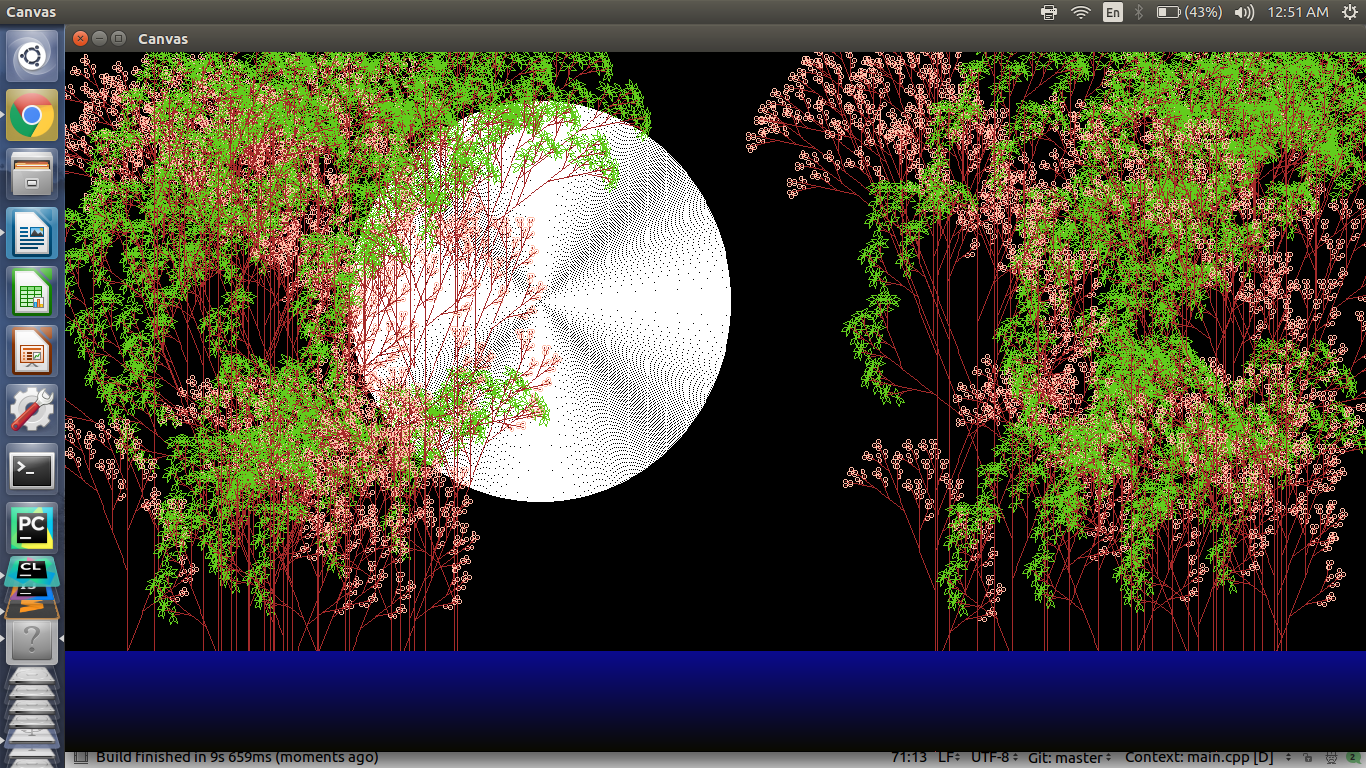 Canvas
En
(43%)
12:51 AM
Canvas
PC
CL
Build finished in 9s 659ms (moments ago)
71:13 LF÷ UTF-8÷ Git: master÷ Context: main.cpp [D]
2